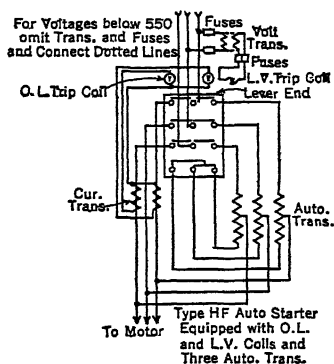 For Voltages below 550
omit Trans. and Fuses
and Connect Dotted Lines
Fuses
Volt
Trans.
Fuses
L.V. Trip Coil
Lever End
O.L. Trip Coil
Cur.
Trans.
Auto.
Trans.
To Motor
Type HF Auto Starter
Equipped with O.L.
and L.V. Coils and
Three Auto. Trans.